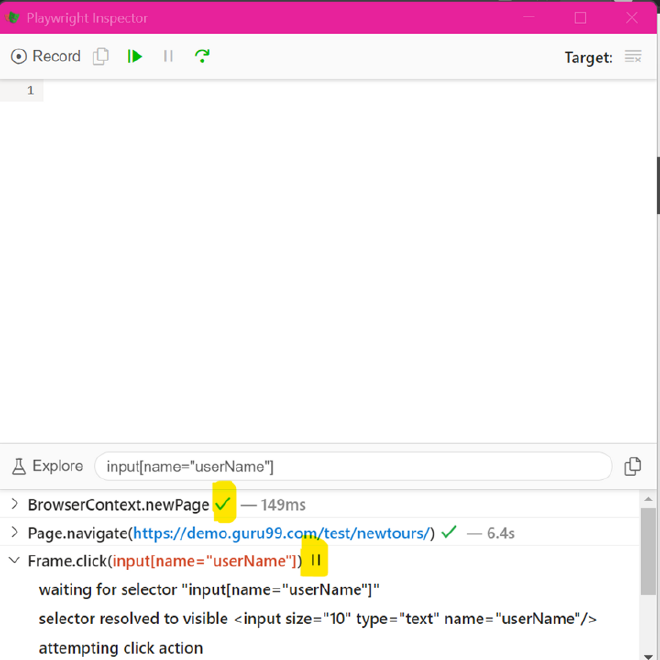 Playwright Inspector
Record Target:
1
Explore input[name="userName"]
BrowserContext.newPage ✓ — 149ms
Page.navigate(https://demo.guru99.com/test/newtours/) ✓ — 6.4s
Frame.click(input[name="userName"])
waiting for selector "input[name="userName"]"
selector resolved to visible <input size="10" type="text" name="userName"/>
attempting click action